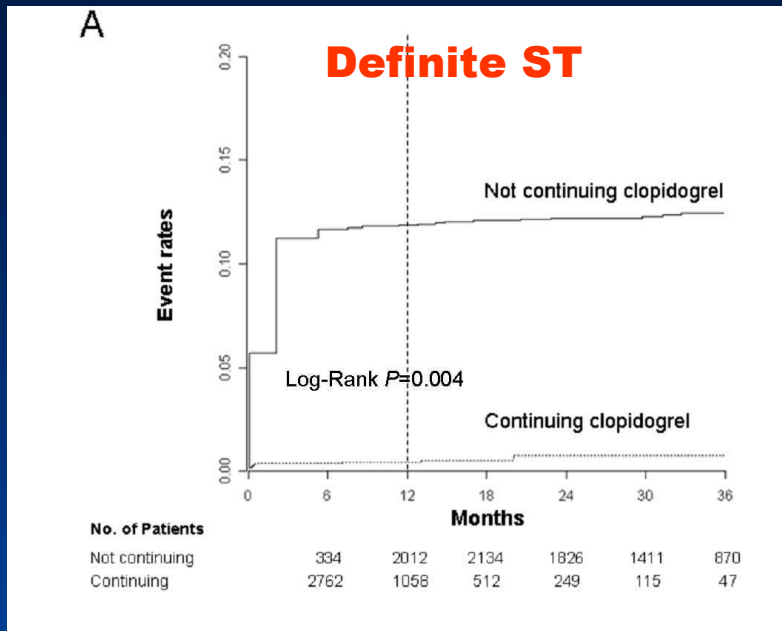 A
Definite ST
0.20
0.15
0.10
0.05
0.00
Event rates
Not continuing clopidogrel
Log-Rank P=0.004
Continuing clopidogrel
0 6 12 18 24 30 36
Months
No. of Patients
Not continuing 334 2012 2134 1826 1411 870
Continuing 2762 1058 512 249 115 47